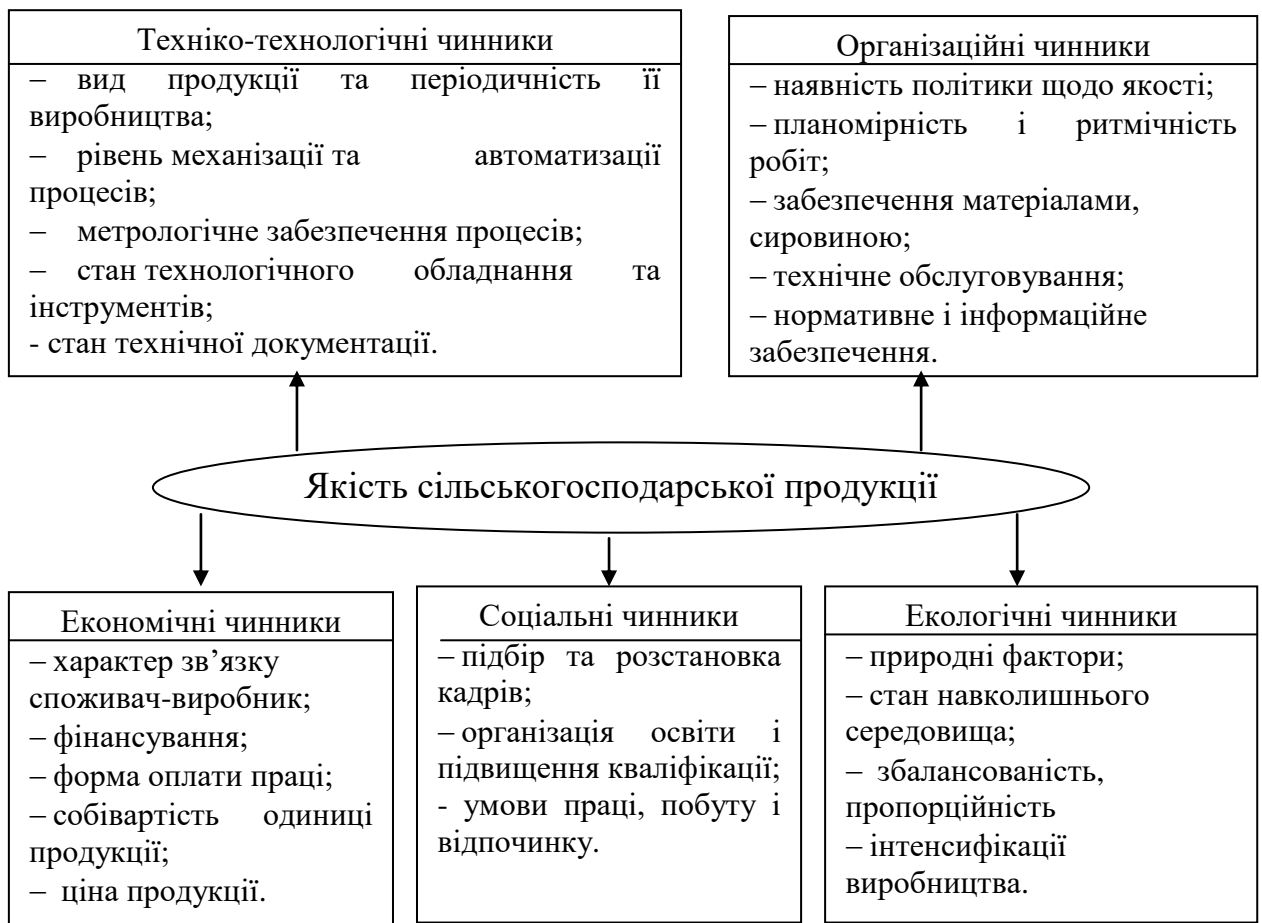 Техніко-технологічні чинники
– вид продукції та періодичність її
виробництва;
– рівень механізації та автоматизації
процесів;
– метрологічне забезпечення процесів;
– стан технологічного обладнання та
інструментів;
- стан технічної документації.
Організаційні чинники
– наявність політики щодо якості;
– планомірність і ритмічність
робіт;
– забезпечення матеріалами,
сировиною;
– технічне обслуговування;
– нормативне і інформаційне
забезпечення.
Якість сільськогосподарської продукції
Економічні чинники
– характер зв’язку
споживач-виробник;
– фінансування;
– форма оплати праці;
– собівартість одиниці
продукції;
– ціна продукції.
Соціальні чинники
– підбір та розстановка
кадрів;
– організація освіти і
підвищення кваліфікації;
- умови праці, побуту і
відпочинку.
Екологічні чинники
– природні фактори;
– стан навколишнього
середовища;
– збалансованість,
пропорційність
– інтенсифікації
виробництва.